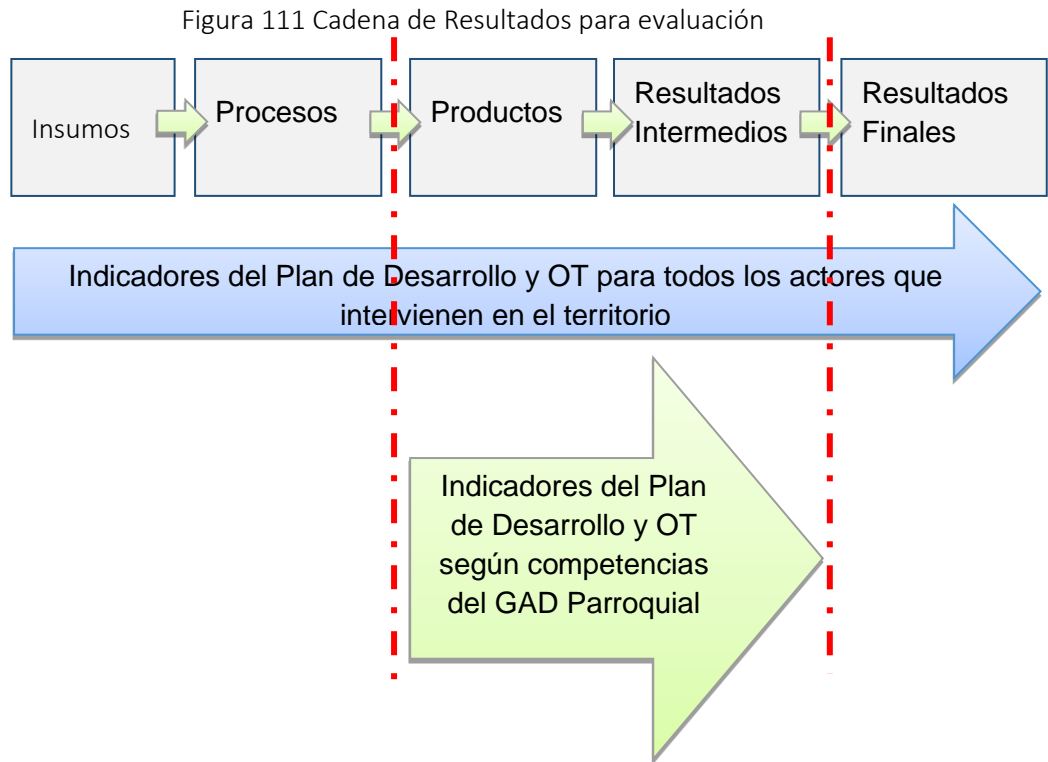 Figura 111 Cadena de Resultados para evaluación
Insumos
Procesos
Productos
Resultados
Intermedios
Resultados
Finales
Indicadores del Plan de Desarrollo y OT para todos los actores que
intervienen en el territorio
Indicadores del Plan
de Desarrollo y OT
según competencias
del GAD Parroquial